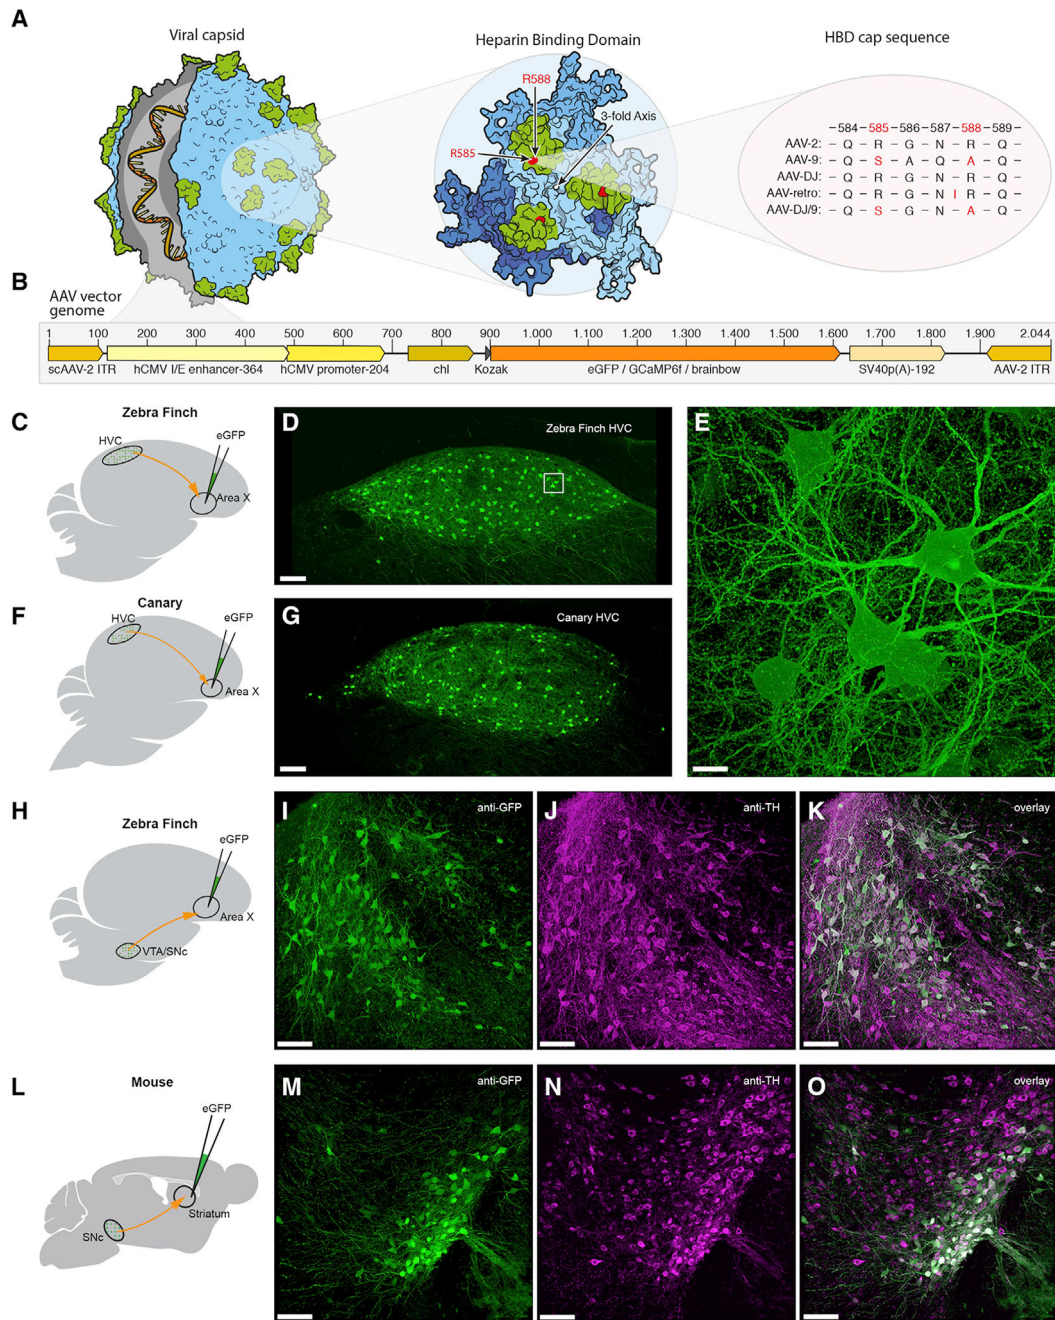 A
Viral capsid
Heparin Binding Domain
HBD cap sequence
R588
3-fold Axis
R585
–584–585–586–587–588–589–
AAV-2: – Q – R – G – N – R – Q –
AAV-9: – Q – S – A – Q – A – Q –
AAV-DJ: – Q – R – G – N – R – Q –
AAV-retro: – Q – R – G – N I R – Q –
AAV-DJ/9: – Q – S – G – N – A – Q –
B
AAV vector
genome
1 100 200 300 400 500 600 700 800 900 1.000 1.100 1.200 1.300 1.400 1.500 1.600 1.700 1.800 1.900 2.044
scAAV-2 ITR hCMV I/E enhancer-364 hCMV promoter-204 chI Kozak eGFP / GCaMP6f / brainbow SV40p(A)-192 AAV-2 ITR
C
Zebra Finch
HVC
eGFP
Area X
D
Zebra Finch HVC
E
F
Canary
HVC
eGFP
Area X
G
Canary HVC
H
Zebra Finch
eGFP
Area X
VTA/SNc
I
anti-GFP
J
anti-TH
K
overlay
L
Mouse
eGFP
Striatum
SNc
M
anti-GFP
N
anti-TH
O
overlay